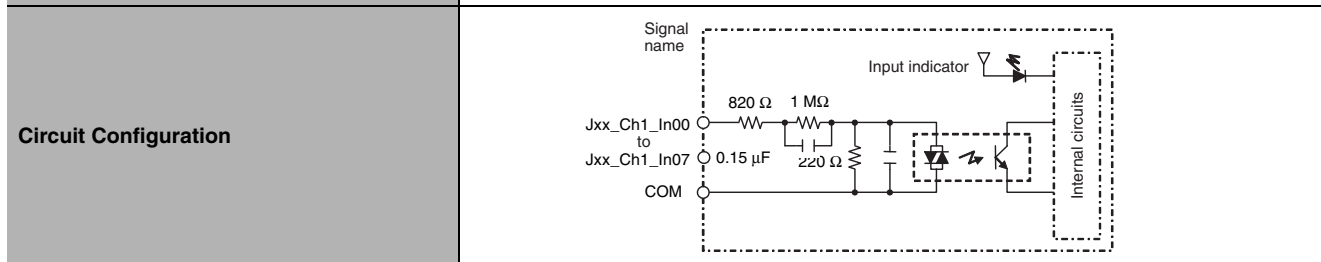 Circuit Configuration
Signal
name
Input indicator
820 Ω
1 MΩ
Jxx_Ch1_In00
to
Jxx_Ch1_In07
0.15 μF
220 Ω
COM
Internal circuits